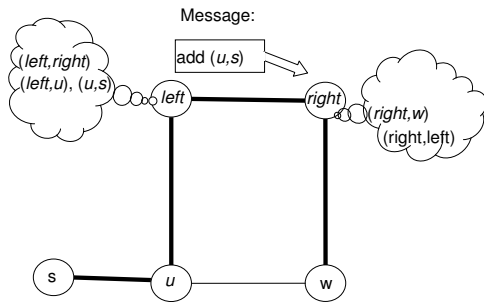 Message:
add (u,s)
(left,right)
(left,u), (u,s)
left
right
(right,w)
(right,left)
s
u
w